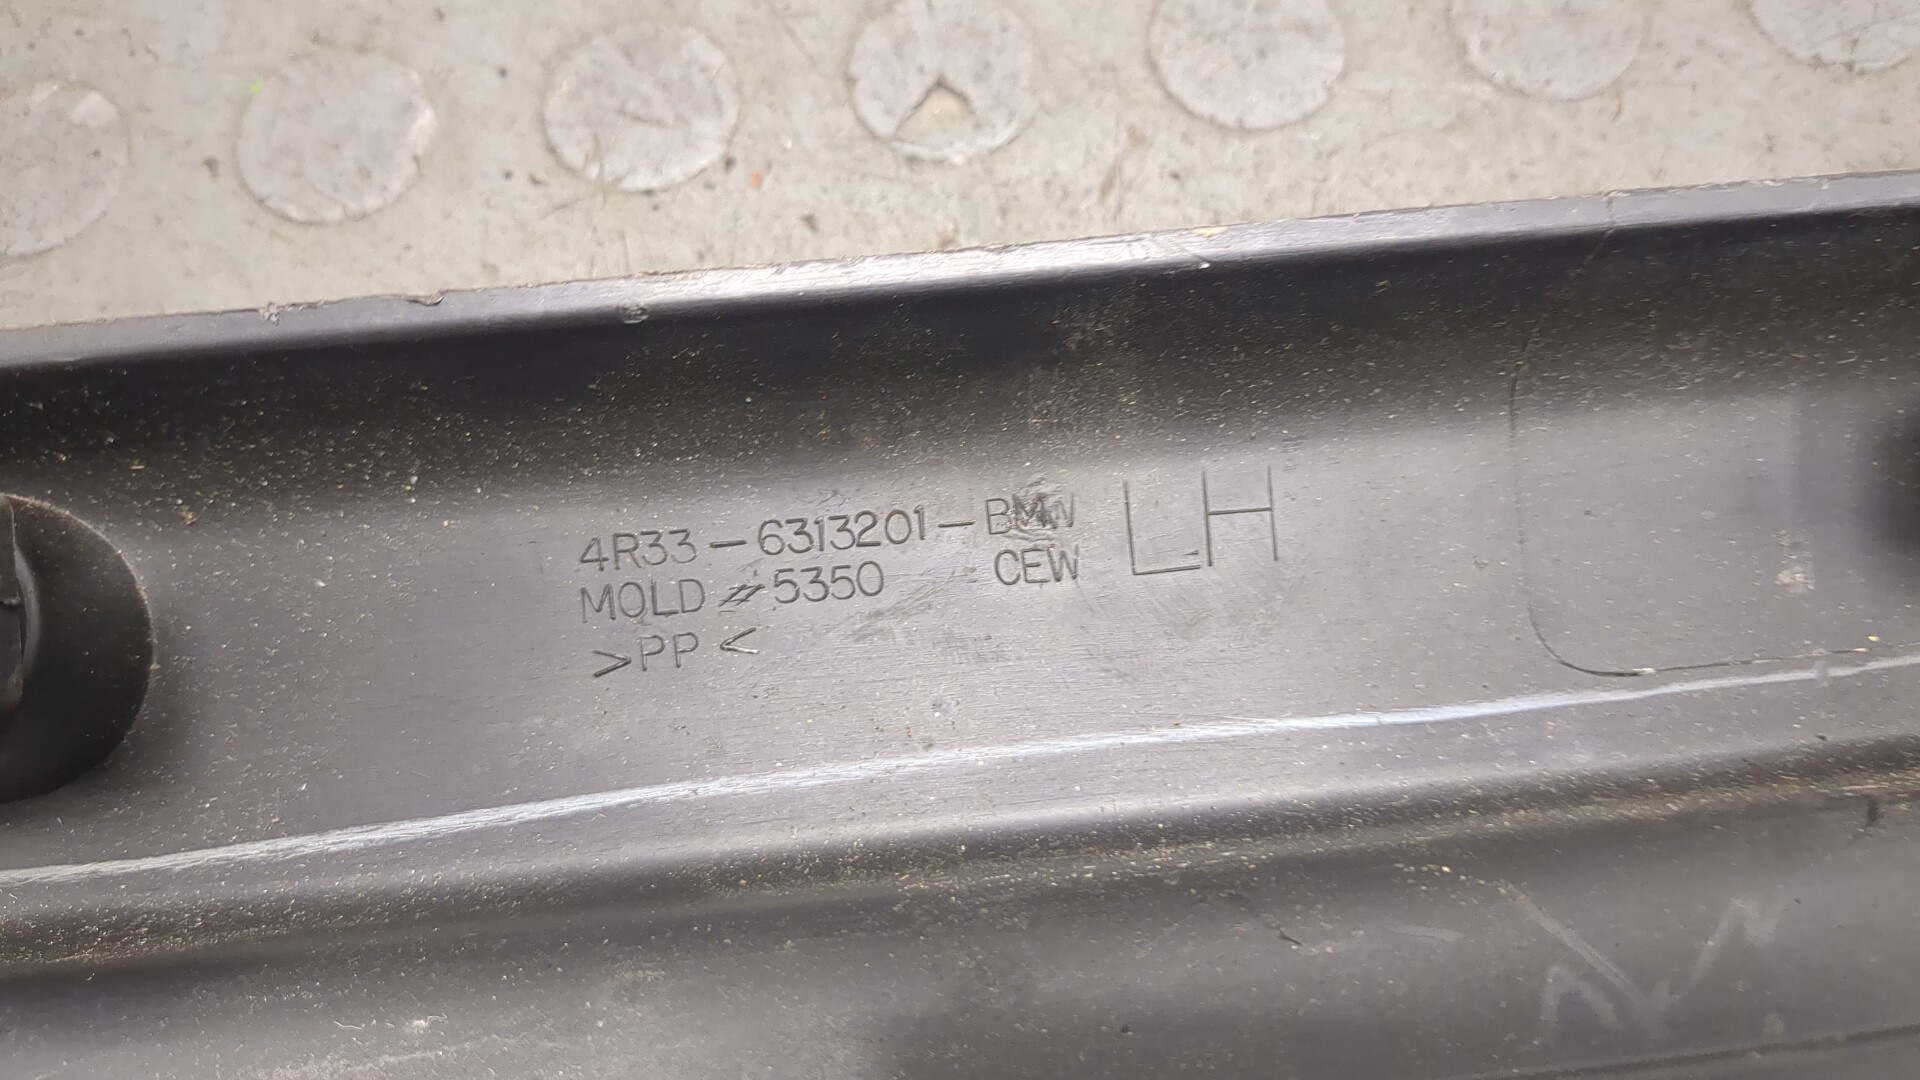 4R33-6313201-BMW LH
MOLD #5350 CEW
>PP<